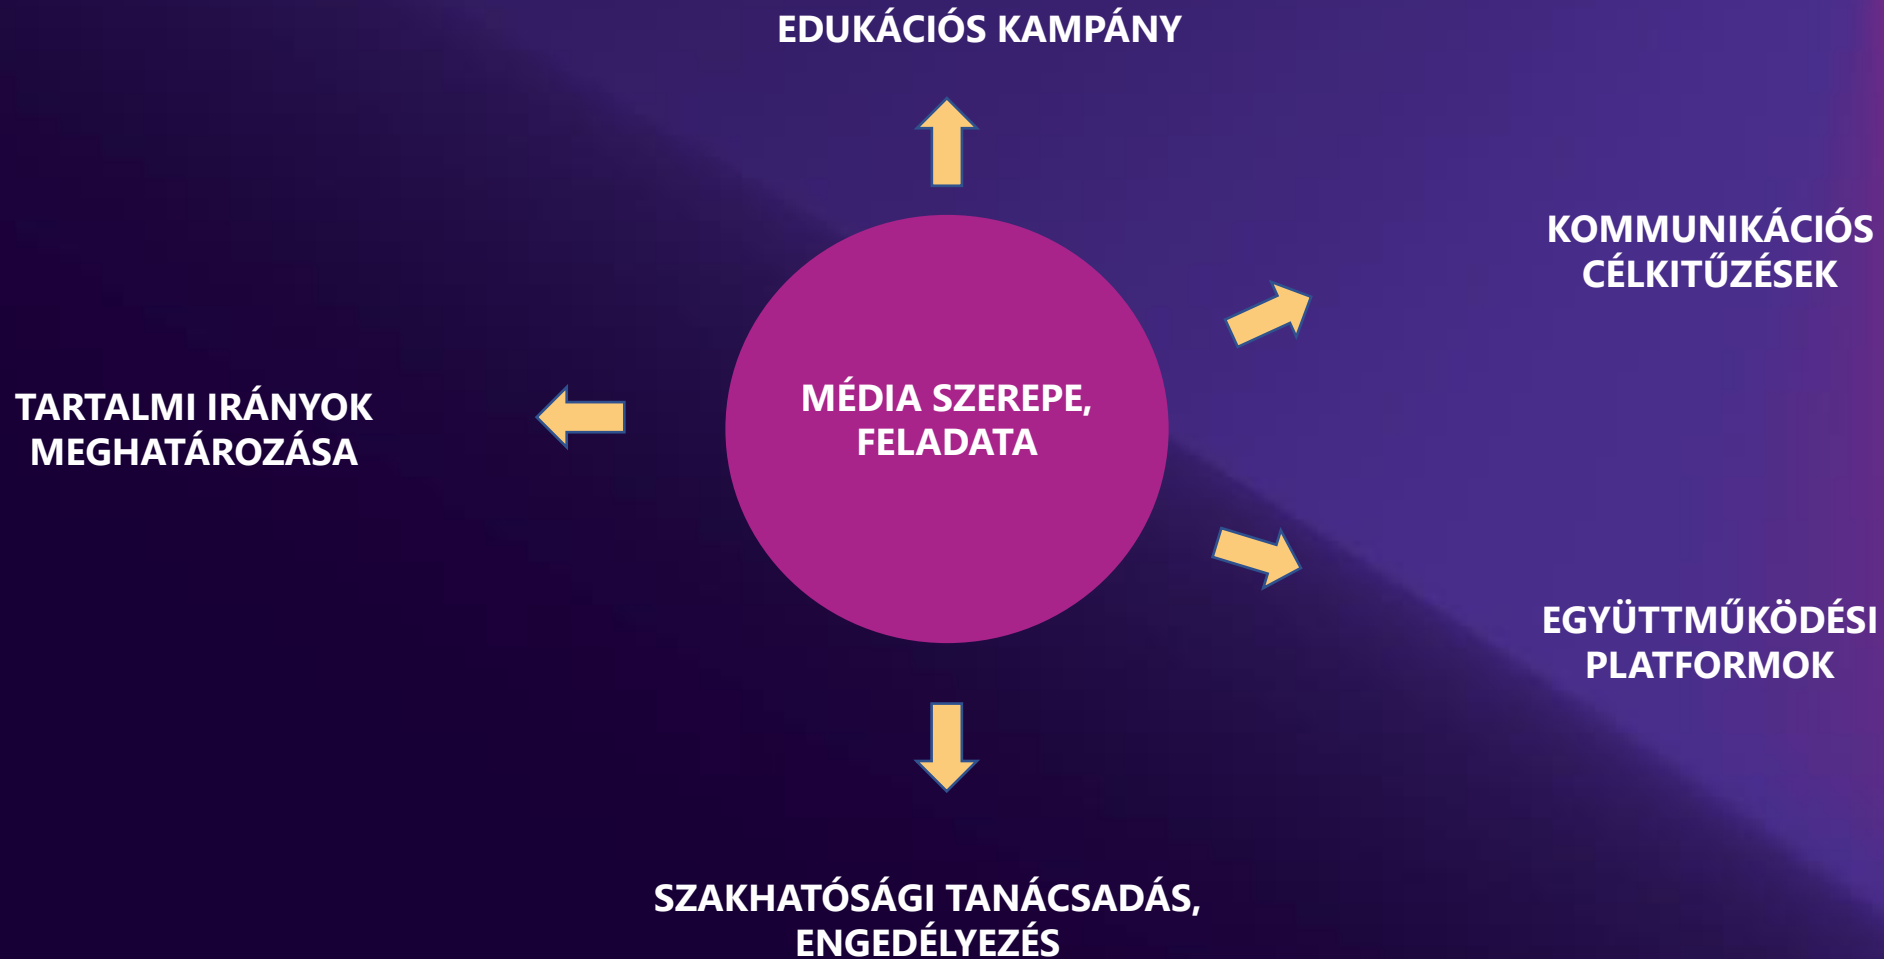 EDUKÁCIÓS KAMPÁNY
KOMMUNIKÁCIÓS
CÉLKITŰZÉSEK
TARTALMI IRÁNYOK
MEGHATÁROZÁSA
MÉDIA SZEREPE,
FELADATA
EGYÜTTMŰKÖDÉSI
PLATFORMOK
SZAKHATÓSÁGI TANÁCSADÁS,
ENGEDÉLYEZÉS